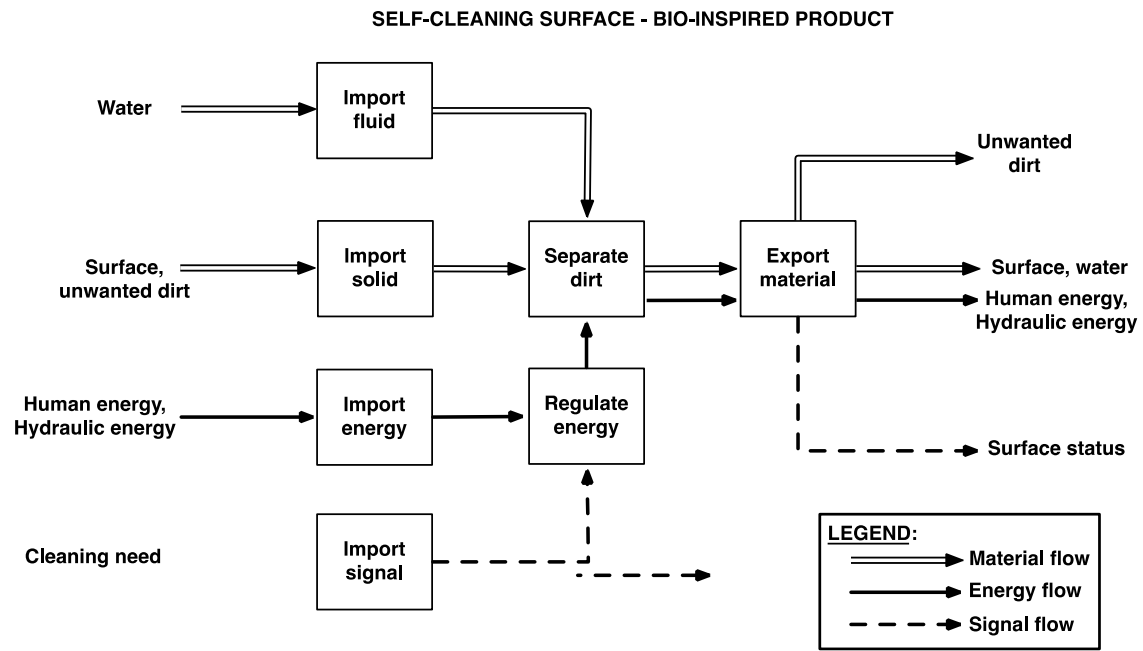 SELF-CLEANING SURFACE - BIO-INSPIRED PRODUCT
Water
Import
fluid
Unwanted
dirt
Surface,
unwanted dirt
Import
solid
Separate
dirt
Export
material
Surface, water
Human energy,
Hydraulic energy
Human energy,
Hydraulic energy
Import
energy
Regulate
energy
Surface status
Cleaning need
Import
signal
LEGEND:
Material flow
Energy flow
Signal flow